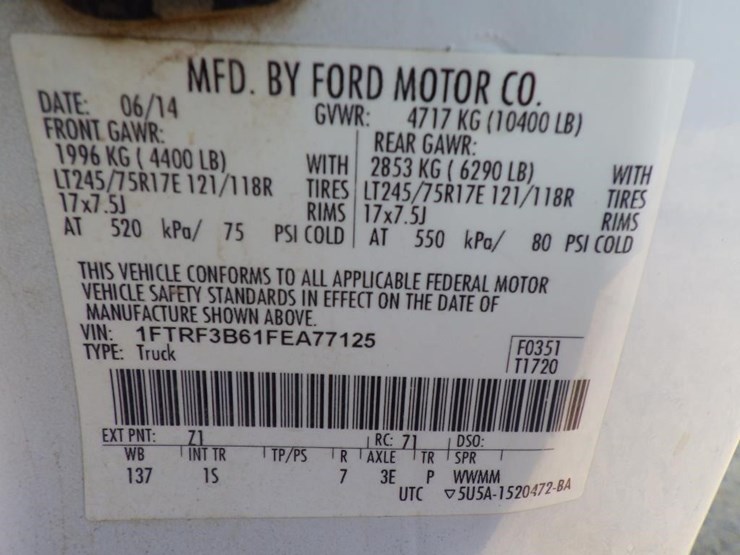 MFD. BY FORD MOTOR CO.
DATE: 06/14 GVWR: 4717 KG (10400 LB)
FRONT GAWR: REAR GAWR:
1996 KG ( 4400 LB) WITH 2853 KG ( 6290 LB) WITH
LT245/75R17E 121/118R TIRES LT245/75R17E 121/118R TIRES
17x7.5J RIMS 17x7.5J RIMS
AT 520 kPa/ 75 PSI COLD AT 550 kPa/ 80 PSI COLD
THIS VEHICLE CONFORMS TO ALL APPLICABLE FEDERAL MOTOR
VEHICLE SAFETY STANDARDS IN EFFECT ON THE DATE OF
MANUFACTURE SHOWN ABOVE.
VIN: 1FTRF3B61FEA77125 F0351
TYPE: Truck T1720
EXT PNT: Z1 RC: 71 DSO:
WB INT TR TP/PS R AXLE TR SPR
137 1S 7 3E P WWMM
UTC ▽5U5A-1520472-BA